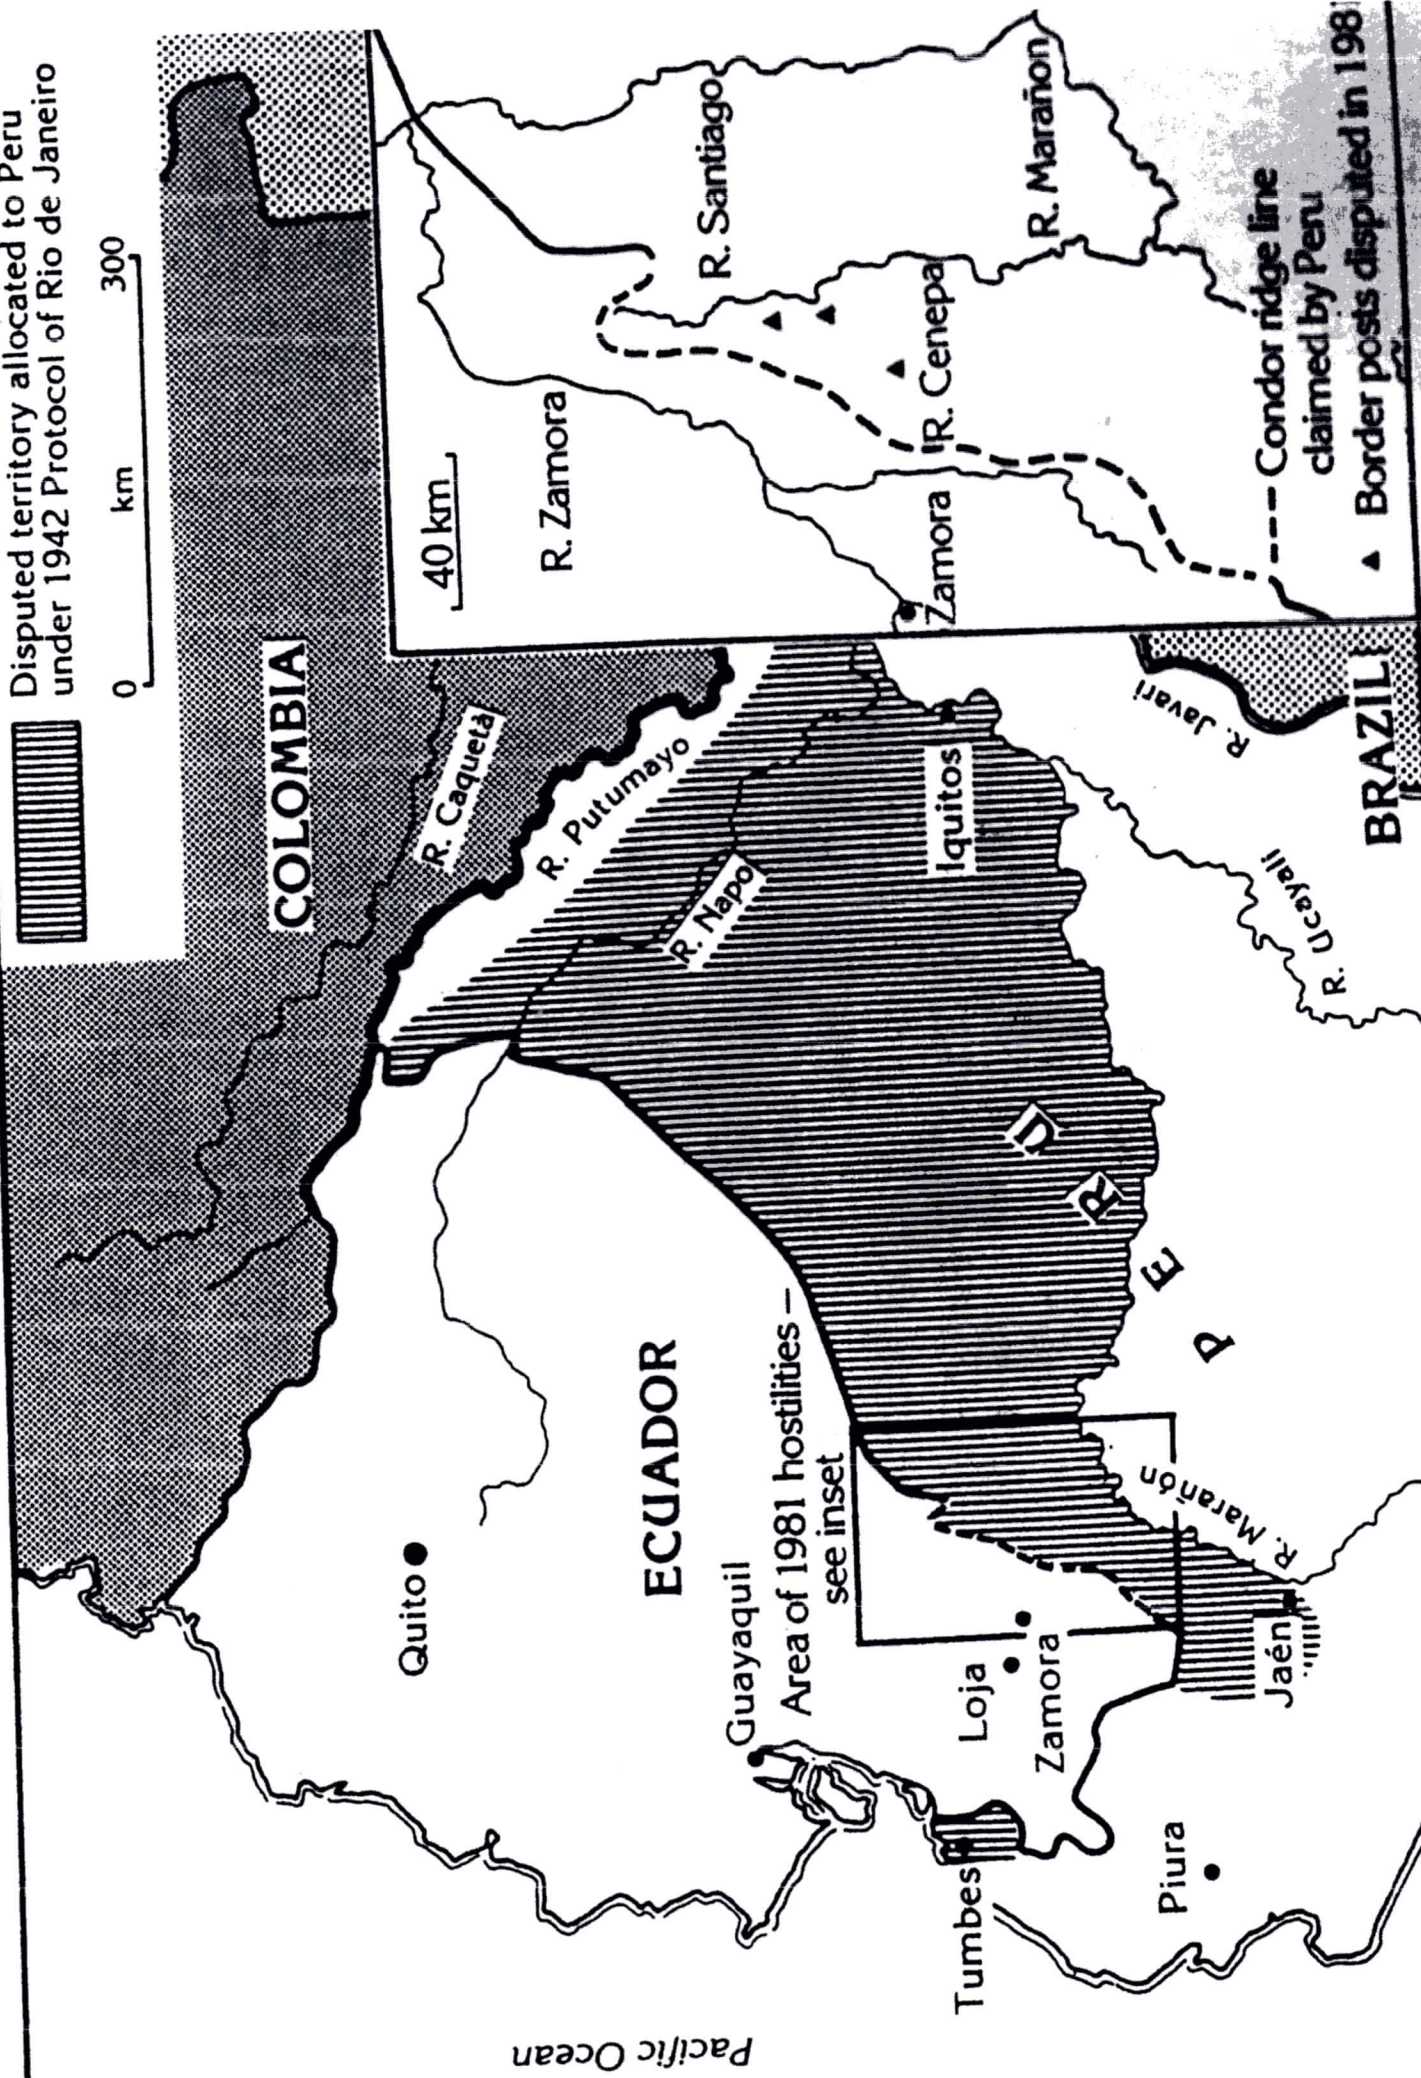 Disputed territory allocated to Peru
under 1942 Protocol of Rio de Janeiro
0 km 300
COLOMBIA
R. Caquetá
R. Putumayo
R. Napo
Quito
ECUADOR
Guayaquil
Area of 1981 hostilities –
see inset
Loja
Zamora
Tumbes
Piura
Jaén
R. Marañón
PERU
Iquitos
R. Ucayali
R. Javari
BRAZIL
Pacific Ocean
40 km
R. Zamora
R. Santiago
R. Cenepa
Zamora
R. Marañon
Condor ridge line
claimed by Peru
Border posts disputed in 198